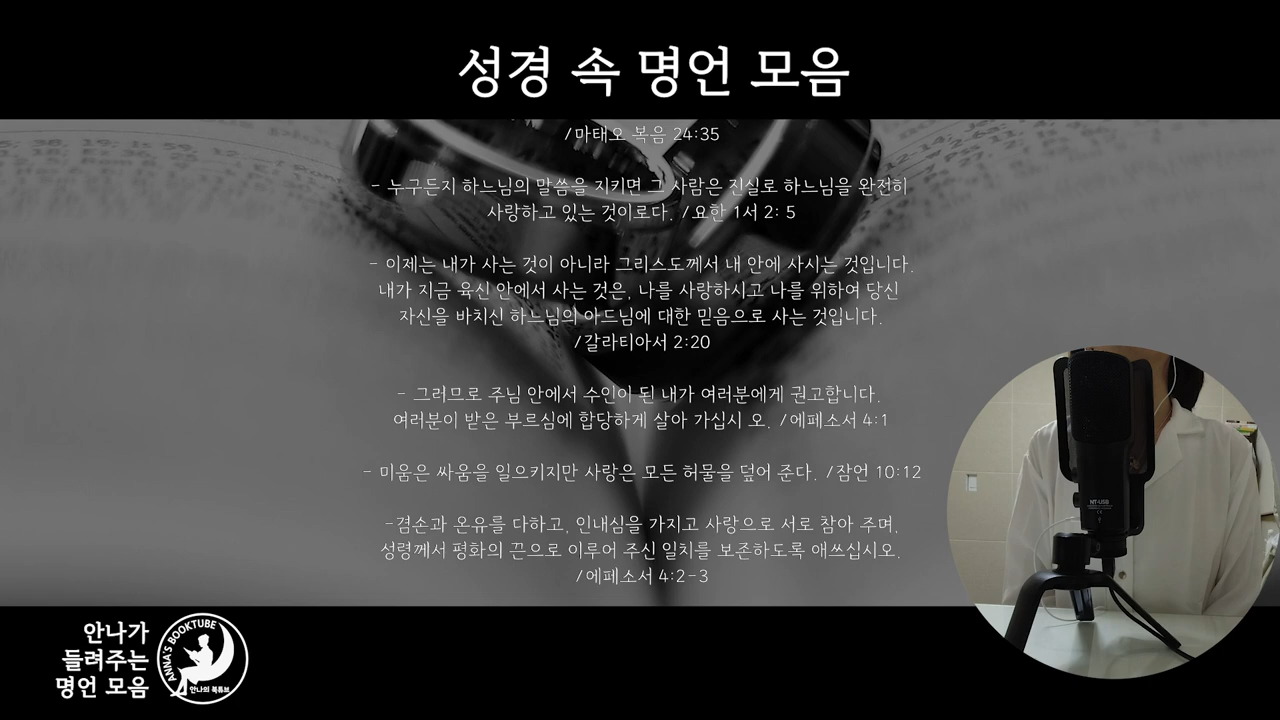 성경 속 명언 모음
/마태오 복음 24:35
- 누구든지 하느님의 말씀을 지키면 그 사람은 진실로 하느님을 완전히
사랑하고 있는 것이로다. /요한 1서 2: 5
- 이제는 내가 사는 것이 아니라 그리스도께서 내 안에 사시는 것입니다.
내가 지금 육신 안에서 사는 것은, 나를 사랑하시고 나를 위하여 당신
자신을 바치신 하느님의 아드님에 대한 믿음으로 사는 것입니다.
/갈라티아서 2:20
- 그러므로 주님 안에서 수인이 된 내가 여러분에게 권고합니다.
여러분이 받은 부르심에 합당하게 살아 가십시 오. /에페소서 4:1
- 미움은 싸움을 일으키지만 사랑은 모든 허물을 덮어 준다. /잠언 10:12
-겸손과 온유를 다하고, 인내심을 가지고 사랑으로 서로 참아 주며,
성령께서 평화의 끈으로 이루어 주신 일치를 보존하도록 애쓰십시오.
/에페소서 4:2-3
NT-USB
안나가
들려주는
명언 모음
ANNA'S BOOKTUBE
안나의 북튜브